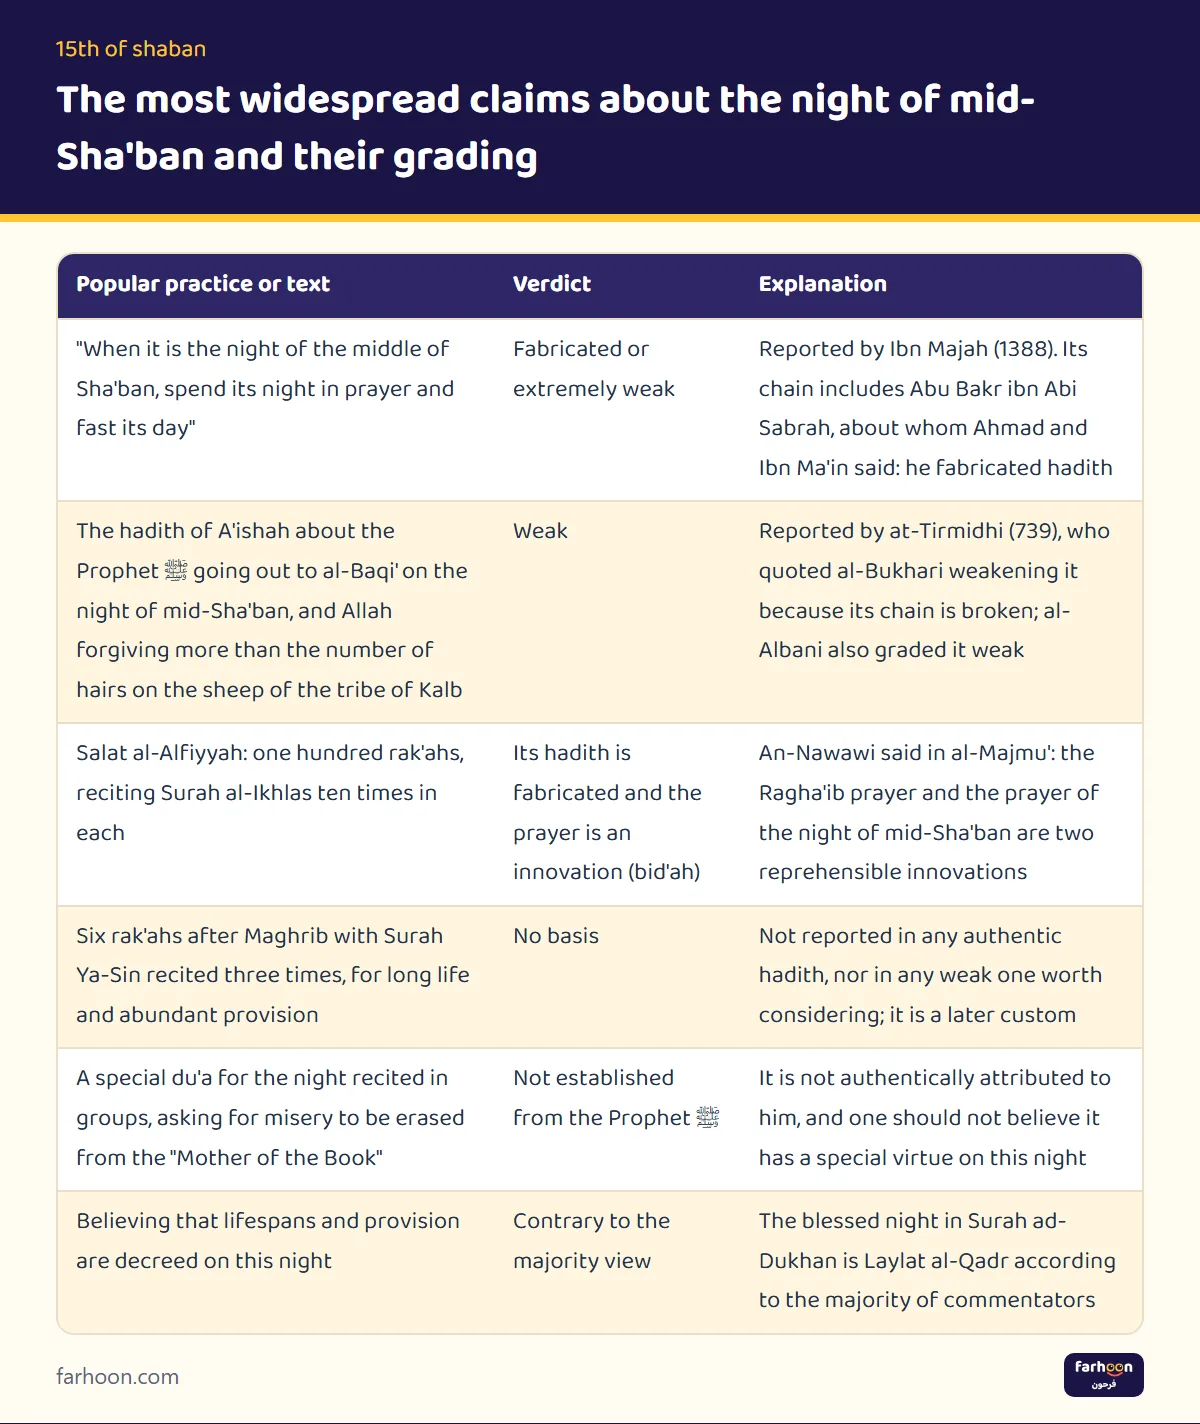 15th of shaban
The most widespread claims about the night of mid-
Sha'ban and their grading
Popular practice or text
Verdict
Explanation
"When it is the night of the middle of
Sha'ban, spend its night in prayer and
fast its day"
Fabricated or
extremely weak
Reported by Ibn Majah (1388). Its
chain includes Abu Bakr ibn Abi
Sabrah, about whom Ahmad and
Ibn Ma'in said: he fabricated hadith
The hadith of A'ishah about the
Prophet ﷺ going out to al-Baqi' on the
night of mid-Sha'ban, and Allah
forgiving more than the number of
hairs on the sheep of the tribe of Kalb
Weak
Reported by at-Tirmidhi (739), who
quoted al-Bukhari weakening it
because its chain is broken; al-
Albani also graded it weak
Salat al-Alfiyyah: one hundred rak'ahs,
reciting Surah al-Ikhlas ten times in
each
Its hadith is
fabricated and the
prayer is an
innovation (bid'ah)
An-Nawawi said in al-Majmu': the
Ragha'ib prayer and the prayer of
the night of mid-Sha'ban are two
reprehensible innovations
Six rak'ahs after Maghrib with Surah
Ya-Sin recited three times, for long life
and abundant provision
No basis
Not reported in any authentic
hadith, nor in any weak one worth
considering; it is a later custom
A special du'a for the night recited in
groups, asking for misery to be erased
from the "Mother of the Book"
Not established
from the Prophet ﷺ
It is not authentically attributed to
him, and one should not believe it
has a special virtue on this night
Believing that lifespans and provision
are decreed on this night
Contrary to the
majority view
The blessed night in Surah ad-
Dukhan is Laylat al-Qadr according
to the majority of commentators
farhoon.com
farhoon
فرحون